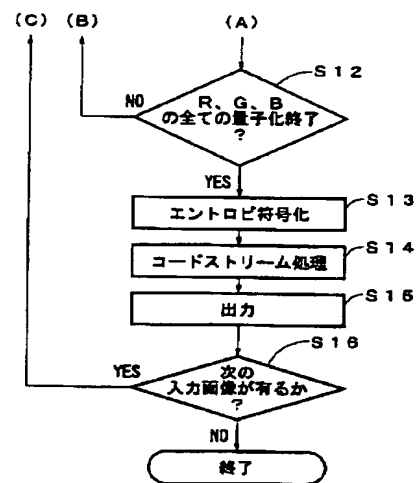 (C) (B) (A)
S12
NO
R、G、B
の全ての量子化終了
?
YES
S13
エントロピ符号化
S14
コードストリーム処理
S15
出力
S16
YES
次の
入力画像が有るか
?
NO
終了